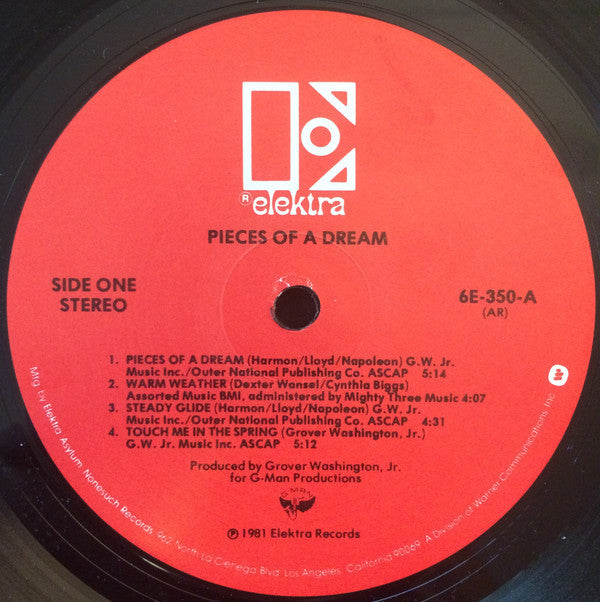 ® elektra
PIECES OF A DREAM
SIDE ONE
STEREO
6E-350-A
(AR)
1. PIECES OF A DREAM (Harmon/Lloyd/Napoleon) G.W. Jr.
Music Inc./Outer National Publishing Co. ASCAP 5:14
2. WARM WEATHER (Dexter Wansel/Cynthia Biggs)
Assorted Music BMI, administered by Mighty Three Music 4:07
3. STEADY GLIDE (Harmon/Lloyd/Napoleon) G.W. Jr.
Music Inc./Outer National Publishing Co. ASCAP 4:31
4. TOUCH ME IN THE SPRING (Grover Washington, Jr.)
G.W. Jr. Music Inc. ASCAP 5:12
Produced by Grover Washington, Jr.
for G-Man Productions
G-MAN
℗ 1981 Elektra Records
Mfg by Elektra Asylum Nonesuch Records, 962 North La Cienega Blvd. Los Angeles, California 90069. A Division of Warner Communications Inc